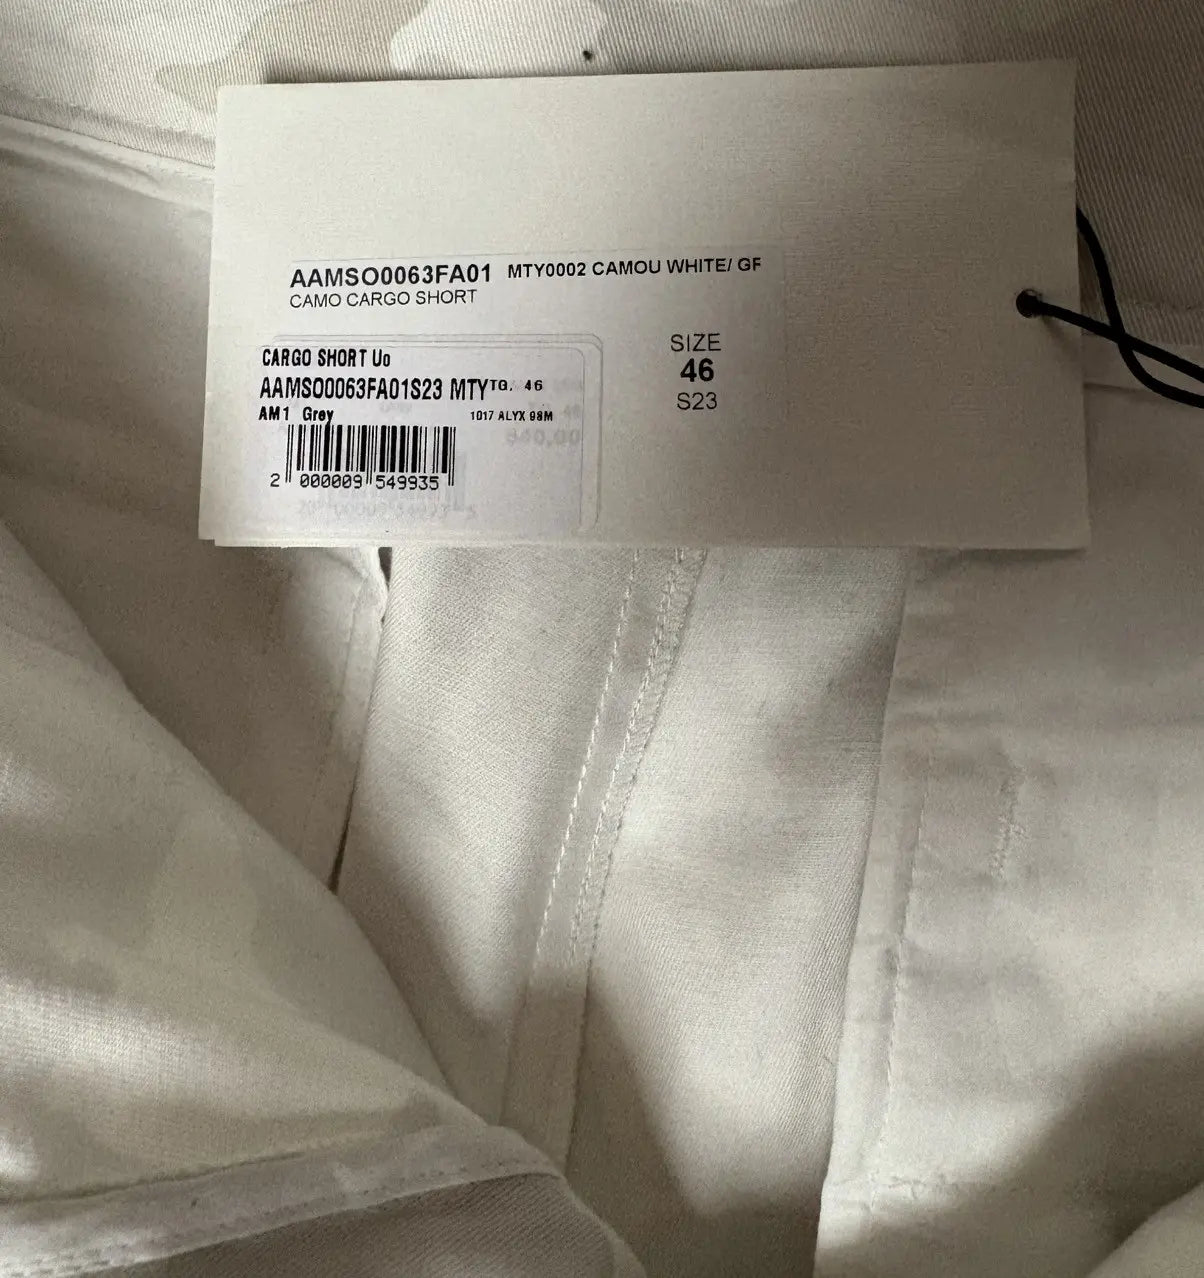 AAMSO0063FA01 MTY0002 CAMOU WHITE/ GF
CAMO CARGO SHORT
SIZE
46
S23
CARGO SHORT Uo
AAMSO0063FA01S23 MTY TG. 46
AM1 Grey 1017 ALYX 98M
2 000009 549935